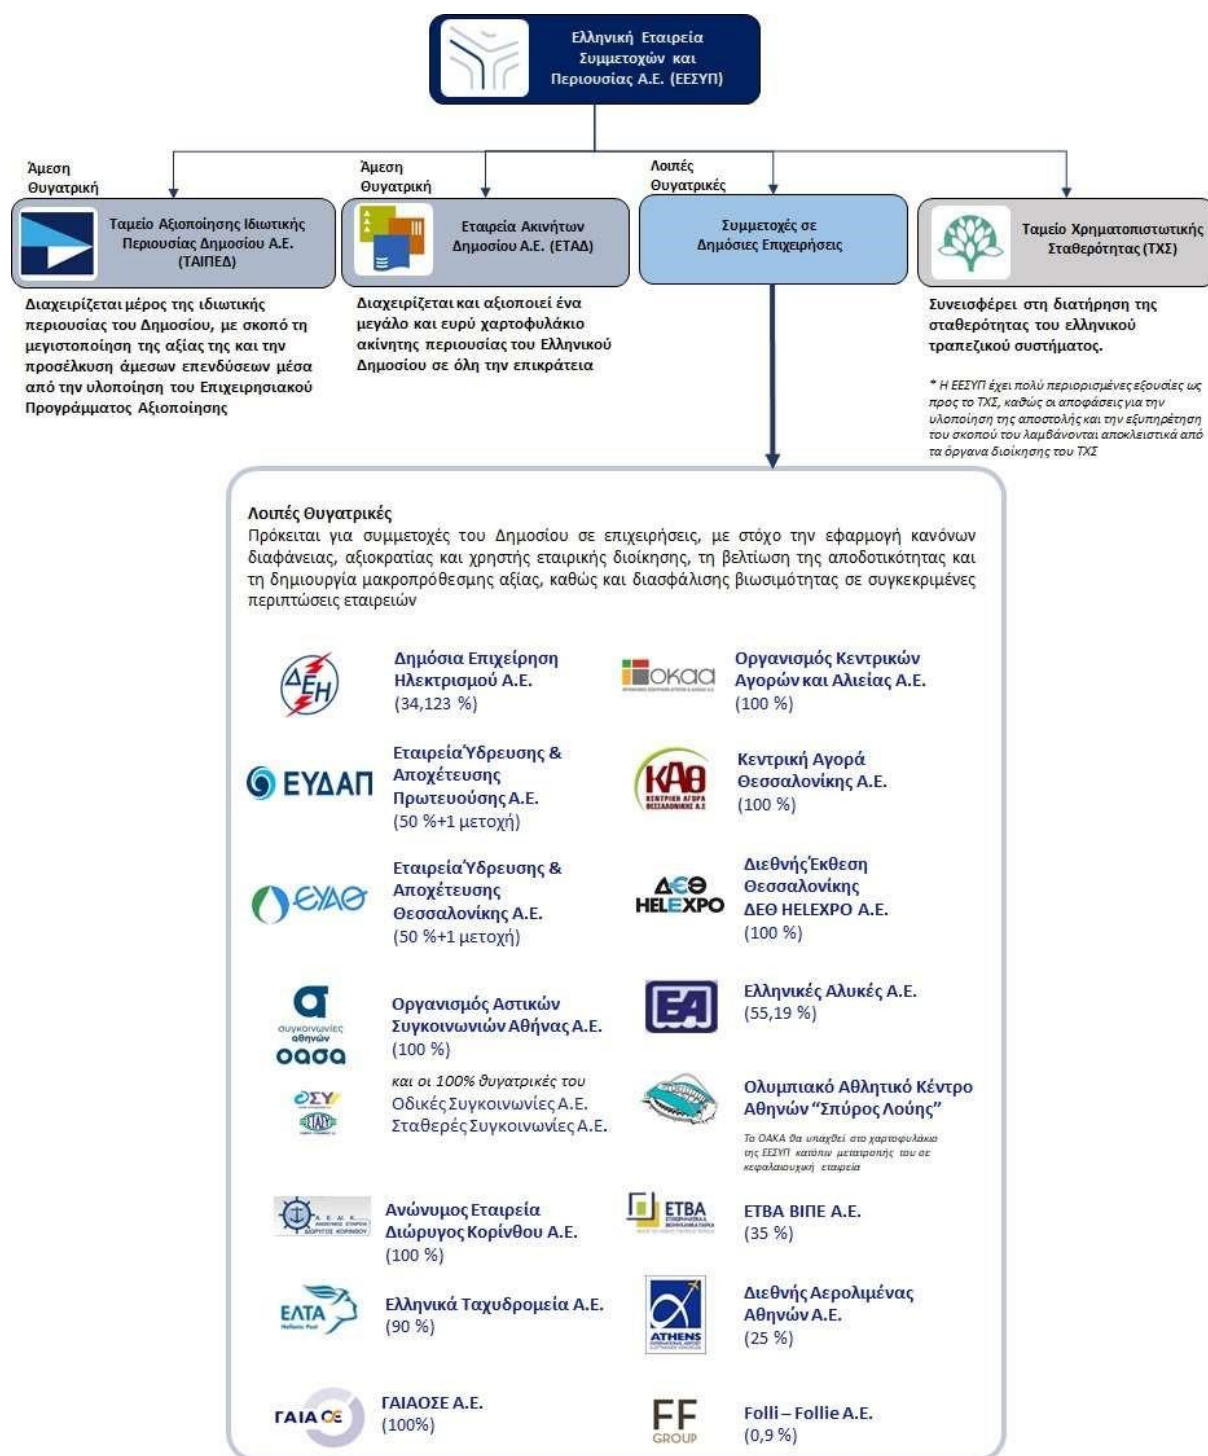 Ελληνική Εταιρεία
Συμμετοχών και
Περιουσίας Α.Ε. (ΕΕΣΥΠ)
Άμεση
Θυγατρική
Ταμείο Αξιοποίησης Ιδιωτικής
Περιουσίας Δημοσίου Α.Ε.
(ΤΑΙΠΕΔ)
Διαχειρίζεται μέρος της ιδιωτικής
περιουσίας του Δημοσίου, με σκοπό τη
μεγιστοποίηση της αξίας της και την
προσέλκυση άμεσων επενδύσεων μέσα
από την υλοποίηση του Επιχειρησιακού
Προγράμματος Αξιοποίησης
Άμεση
Θυγατρική
Εταιρεία Ακινήτων
Δημοσίου Α.Ε. (ΕΤΑΔ)
Διαχειρίζεται και αξιοποιεί ένα
μεγάλο και ευρύ χαρτοφυλάκιο
ακίνητης περιουσίας του Ελληνικού
Δημοσίου σε όλη την επικράτεια
Λοιπές
Θυγατρικές
Συμμετοχές σε
Δημόσιες Επιχειρήσεις
Ταμείο Χρηματοπιστωτικής
Σταθερότητας (ΤΧΣ)
Συνεισφέρει στη διατήρηση της
σταθερότητας του ελληνικού
τραπεζικού συστήματος.
* Η ΕΕΣΥΠ έχει πολύ περιορισμένες εξουσίες ως
προς το ΤΧΣ, καθώς οι αποφάσεις για την
υλοποίηση της αποστολής και την εξυπηρέτηση
του σκοπού του λαμβάνονται αποκλειστικά από
τα όργανα διοίκησης του ΤΧΣ
Λοιπές Θυγατρικές
Πρόκειται για συμμετοχές του Δημοσίου σε επιχειρήσεις, με στόχο την εφαρμογή κανόνων
διαφάνειας, αξιοκρατίας και χρηστής εταιρικής διοίκησης, τη βελτίωση της αποδοτικότητας και
τη δημιουργία μακροπρόθεσμης αξίας, καθώς και διασφάλισης βιωσιμότητας σε συγκεκριμένες
περιπτώσεις εταιρειών
ΔΕΗ
Δημόσια Επιχείρηση
Ηλεκτρισμού Α.Ε.
(34,123 %)
οκαα
Οργανισμός Κεντρικών
Αγορών και Αλιείας Α.Ε.
(100 %)
ΕΥΔΑΠ
Εταιρεία Ύδρευσης &
Αποχέτευσης
Πρωτευούσης Α.Ε.
(50 %+1 μετοχή)
ΚΑΘ
ΚΕΝΤΡΙΚΗ ΑΓΟΡΑ
ΘΕΣΣΑΛΟΝΙΚΗΣ Α.Ε
Κεντρική Αγορά
Θεσσαλονίκης Α.Ε.
(100 %)
ΕΥΑΘ
Εταιρεία Ύδρευσης &
Αποχέτευσης
Θεσσαλονίκης Α.Ε.
(50 %+1 μετοχή)
ΔΕΘ
HELEXPO
Διεθνής Έκθεση
Θεσσαλονίκης
ΔΕΘ HELEXPO Α.Ε.
(100 %)
συγκοινωνίες
αθηνών
οασα
Οργανισμός Αστικών
Συγκοινωνιών Αθήνας Α.Ε.
(100 %)
ΕΑ
Ελληνικές Αλυκές Α.Ε.
(55,19 %)
ΟΣΥ
και οι 100% θυγατρικές του
Οδικές Συγκοινωνίες Α.Ε.
Σταθερές Συγκοινωνίες Α.Ε.
Ολυμπιακό Αθλητικό Κέντρο
Αθηνών “Σπύρος Λούης”
Το ΟΑΚΑ θα υπαχθεί στο χαρτοφυλάκιο
της ΕΕΣΥΠ κατόπιν μετατροπής του σε
κεφαλαιουχική εταιρεία
ΔΙΩΡΥΓΟΣ ΚΟΡΙΝΘΟΥ
Ανώνυμος Εταιρεία
Διώρυγος Κορίνθου Α.Ε.
(100 %)
ΕΤΒΑ
ΕΤΒΑ ΒΙΠΕ Α.Ε.
(35 %)
ΕΛΤΑ
Hellenic Post
Ελληνικά Ταχυδρομεία Α.Ε.
(90 %)
ATHENS
Διεθνής Αερολιμένας
Αθηνών Α.Ε.
(25 %)
ΓΑΙΑ ΟΣΕ
ΓΑΙΑΟΣΕ Α.Ε.
(100%)
FF
GROUP
Folli – Follie Α.Ε.
(0,9 %)